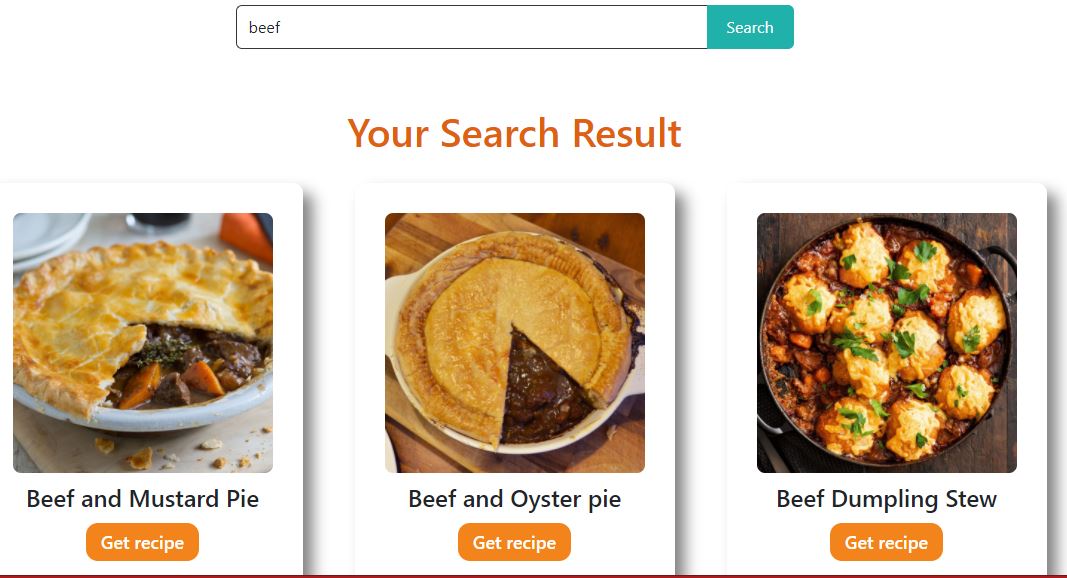 beef
Search
Your Search Result
Beef and Mustard Pie
Beef and Oyster pie
Beef Dumpling Stew
Get recipe
Get recipe
Get recipe